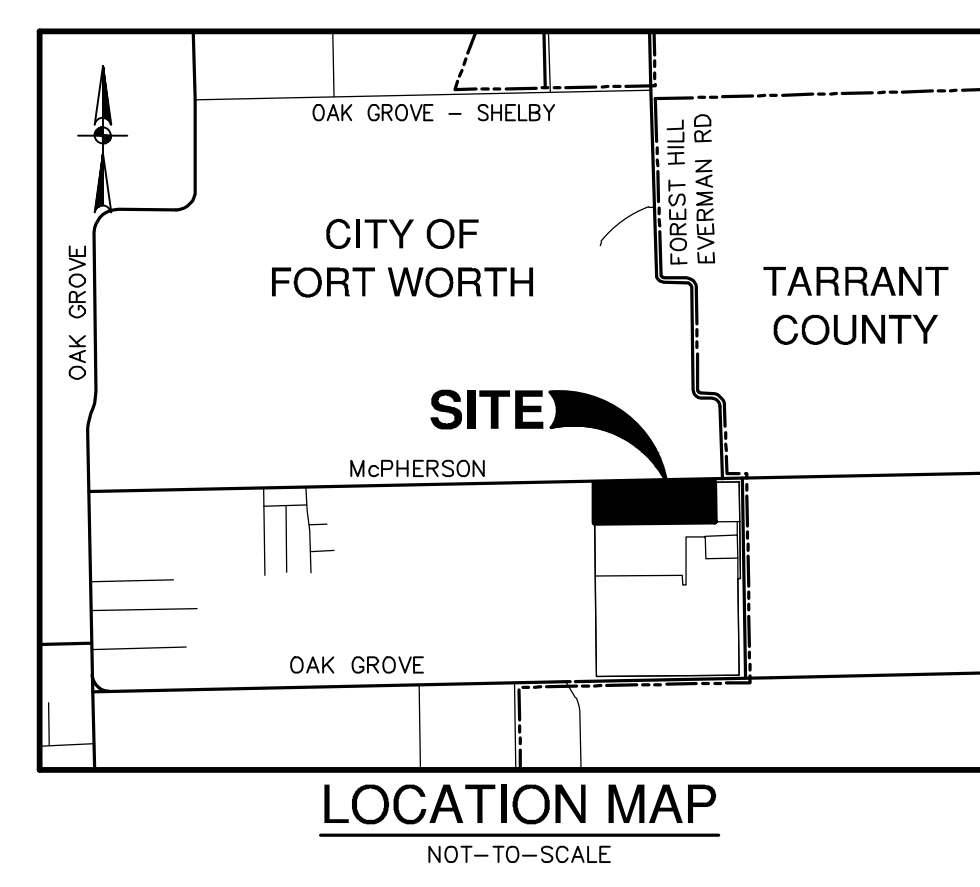 OAK GROVE – SHELBY
FOREST HILL
EVERMAN RD
CITY OF
FORT WORTH
OAK GROVE
TARRANT
COUNTY
SITE
McPHERSON
OAK GROVE
LOCATION MAP
NOT-TO-SCALE